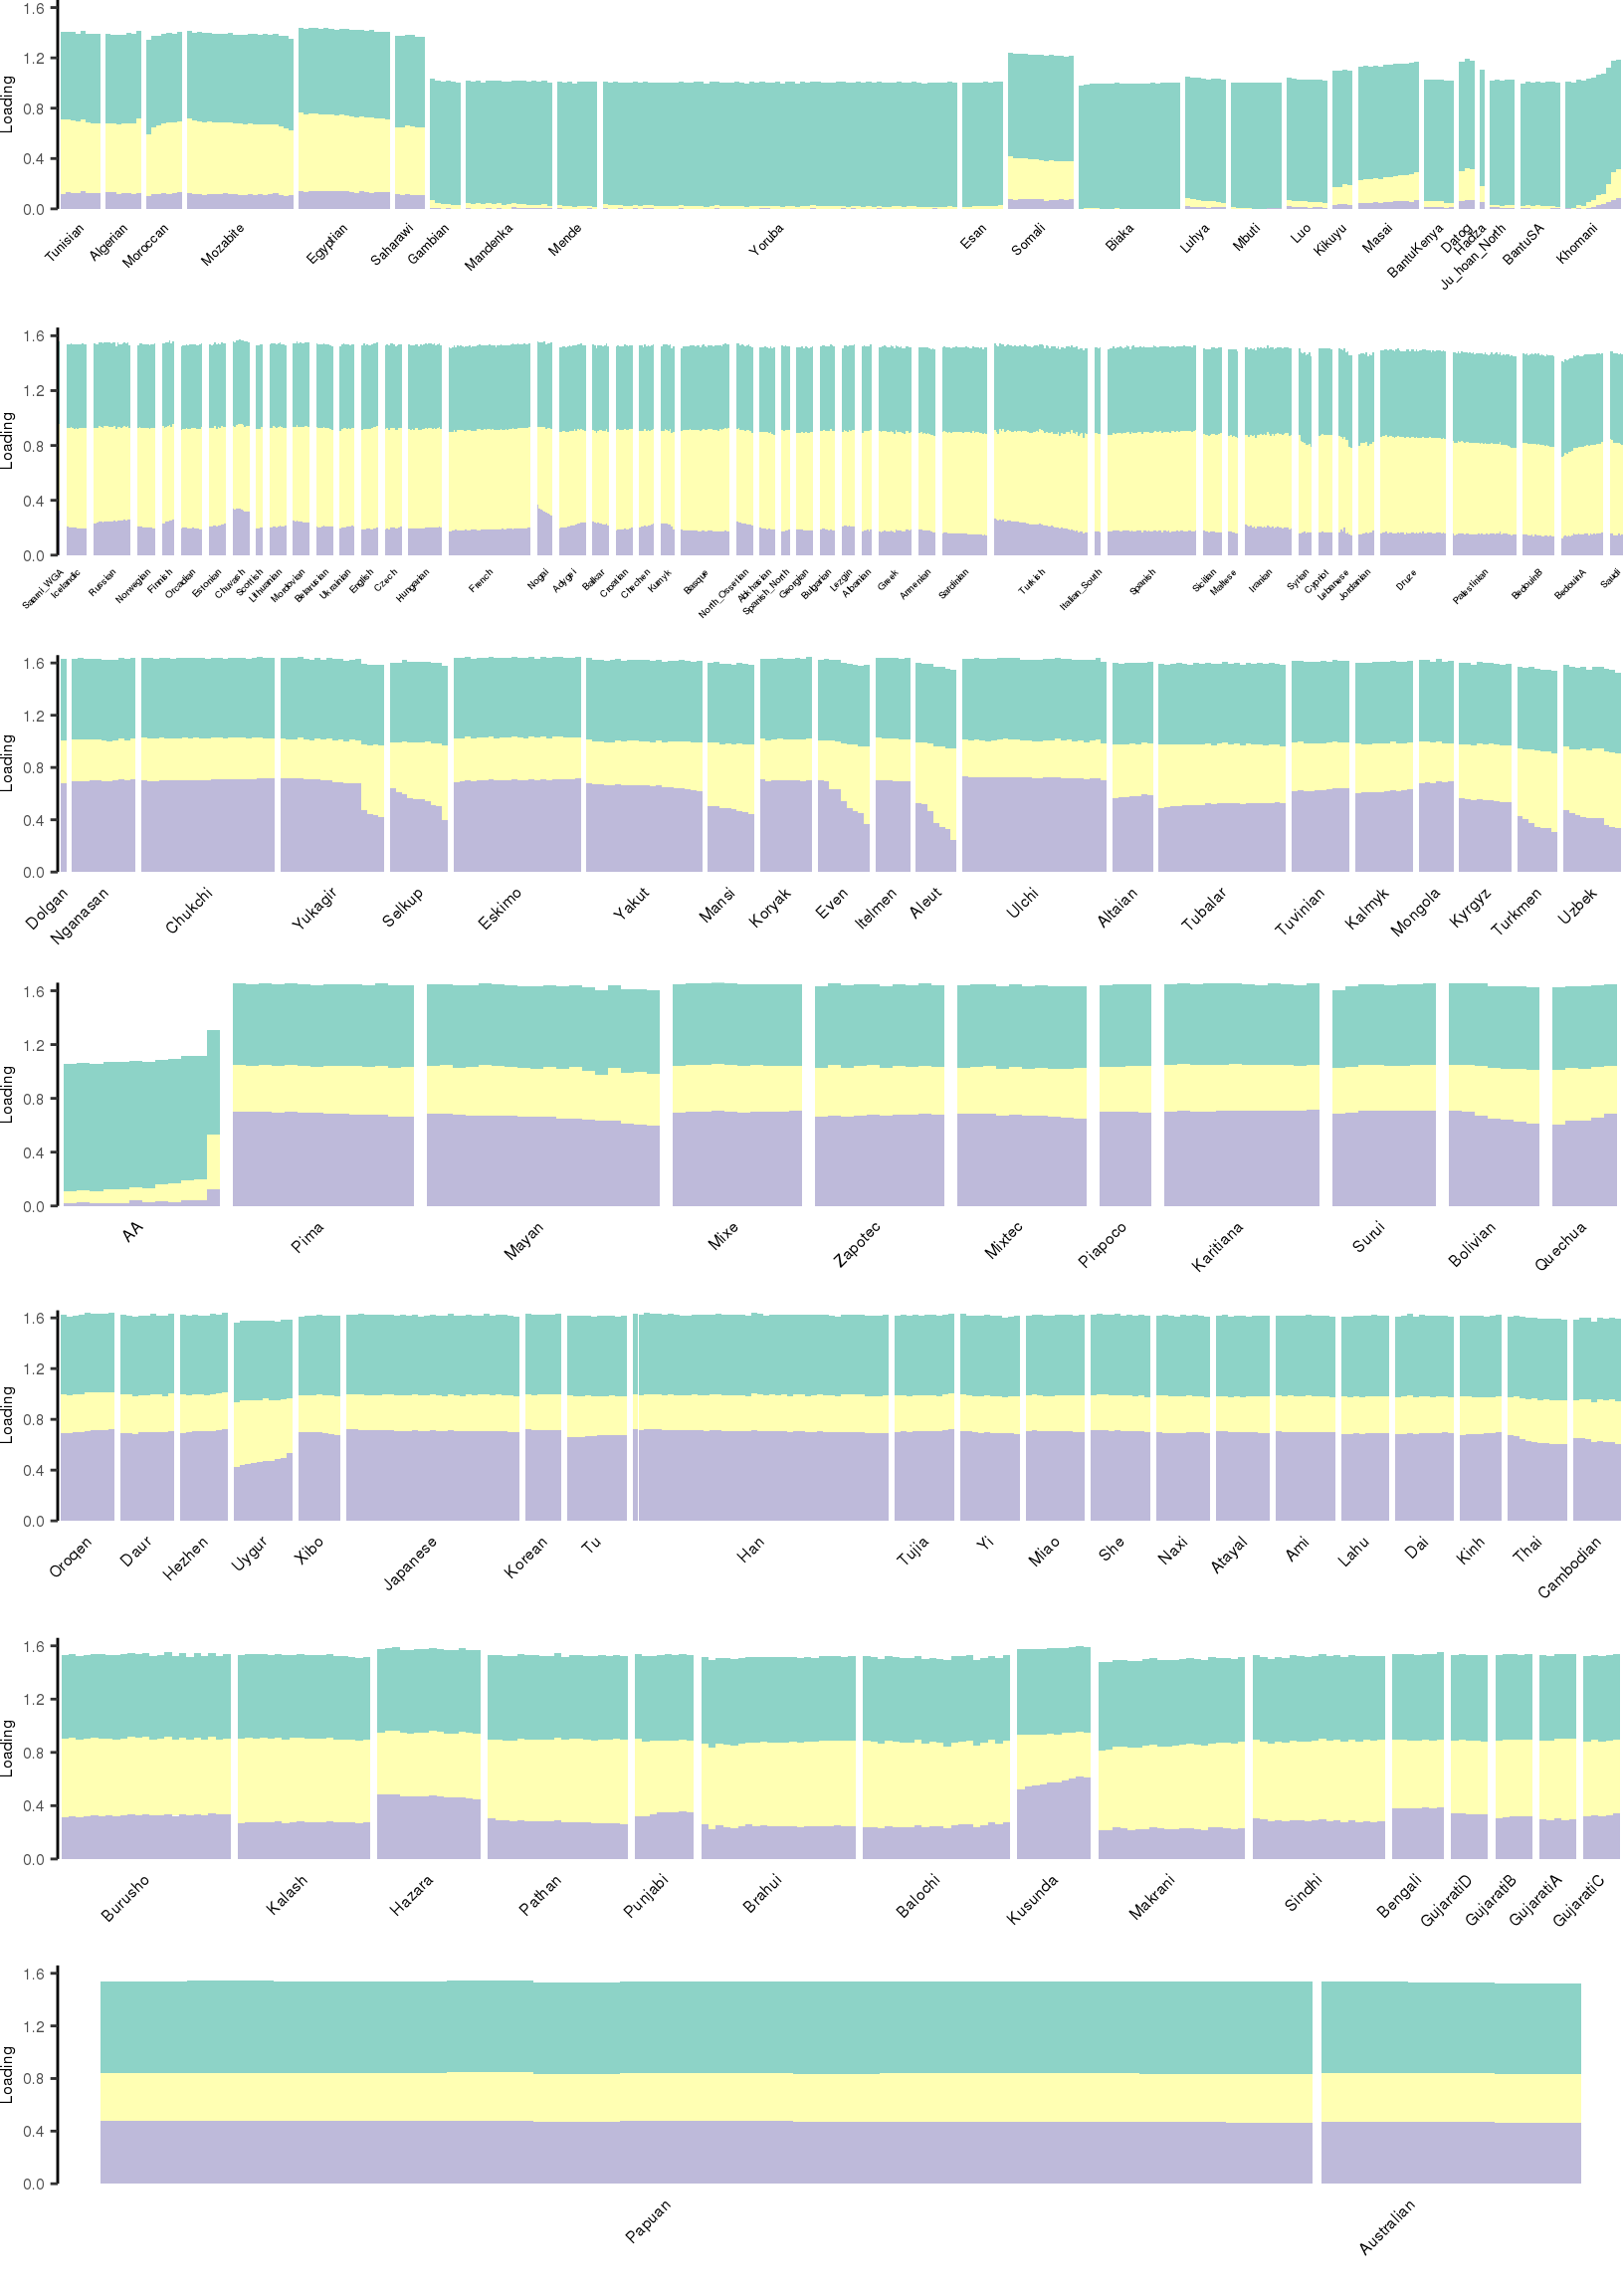 1.6
1.2
0.8
0.4
0.0
Loading
Tunisian Algerian Moroccan Mozabite Egyptian Saharawi Gambian Mandenka Mende Yoruba Esan Somali Biaka Luhya Mbuti Luo Kikuyu Masai BantuKenya Datog Hadza Ju_hoan_North BantuSA Khomani
1.6
1.2
0.8
0.4
0.0
Loading
Saami_WGA Icelandic Russian Norwegian Finnish Orcadian Estonian Chuvash Scottish Lithuanian Mordovian Belarusian Ukrainian English Czech Hungarian French Nogai Adygei Balkar Croatian Chechen Kumyk Basque North_Ossetian Abkhasian Spanish_North Georgian Bulgarian Lezgin Albanian Greek Armenian Sardinian Turkish Italian_South Spanish Sicilian Maltese Iranian Syrian Cypriot Lebanese Jordanian Druze Palestinian BedouinB BedouinA Saudi
1.6
1.2
0.8
0.4
0.0
Loading
Dolgan Nganasan Chukchi Yukagir Selkup Eskimo Yakut Mansi Koryak Even Itelmen Aleut Ulchi Altaian Tubalar Tuvinian Kalmyk Mongola Kyrgyz Turkmen Uzbek
1.6
1.2
0.8
0.4
0.0
Loading
AA Pima Mayan Mixe Zapotec Mixtec Piapoco Karitiana Surui Bolivian Quechua
1.6
1.2
0.8
0.4
0.0
Loading
Oroqen Daur Hezhen Uygur Xibo Japanese Korean Tu Han Tujia Yi Miao She Naxi Atayal Ami Lahu Dai Kinh Thai Cambodian
1.6
1.2
0.8
0.4
0.0
Loading
Burusho Kalash Hazara Pathan Punjabi Brahui Balochi Kusunda Makrani Sindhi Bengali GujaratiD GujaratiB GujaratiA GujaratiC
1.6
1.2
0.8
0.4
0.0
Loading
Papuan Australian